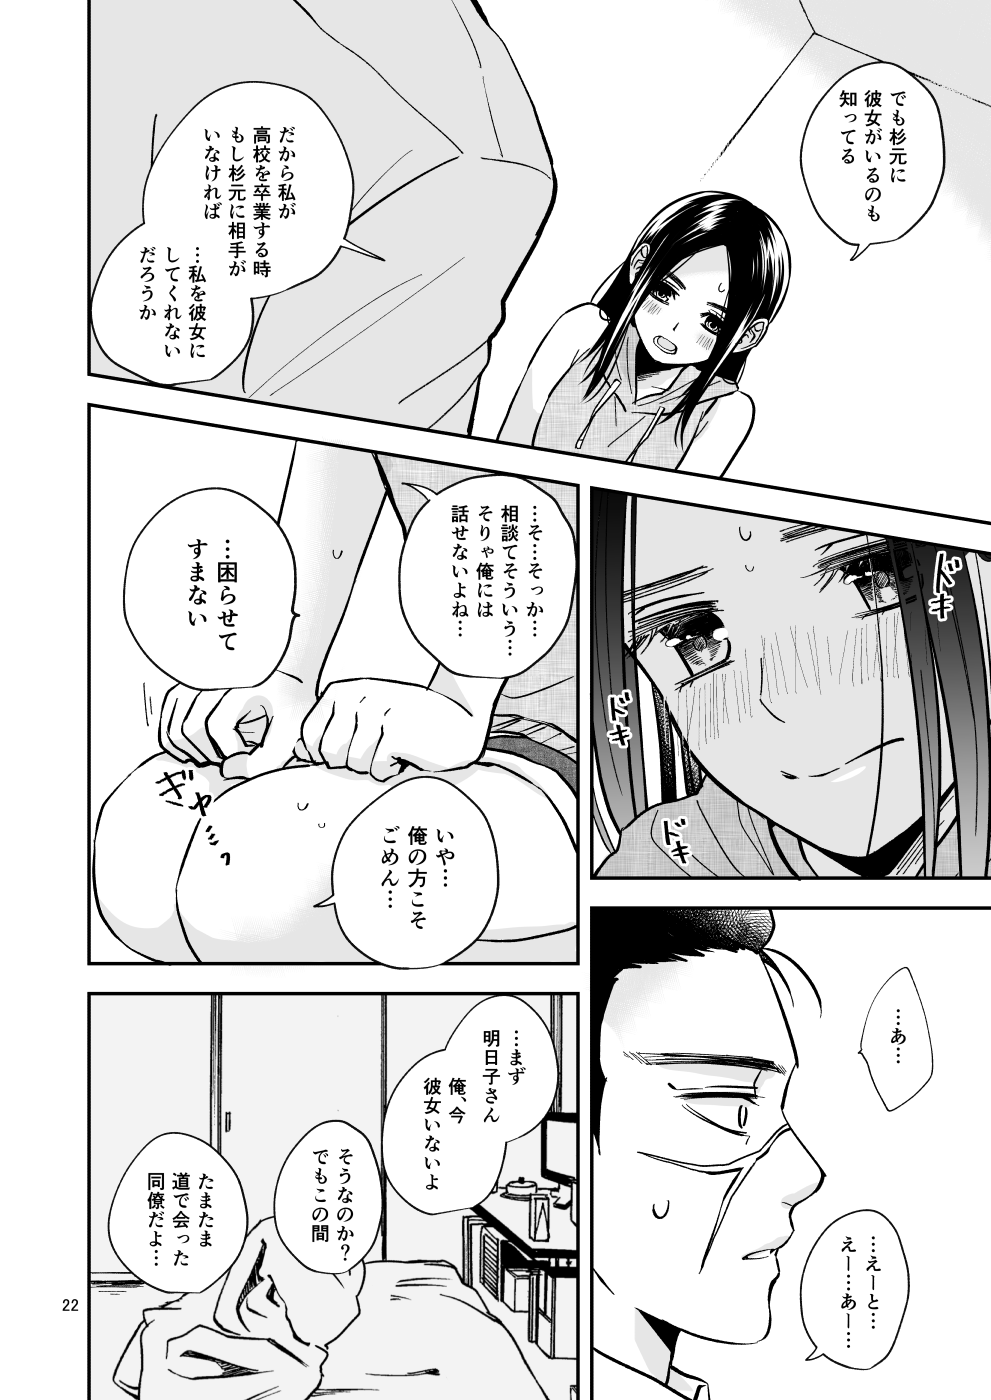 でも杉元に
彼女がいるのも
知ってる
だから私が
高校を卒業する時
もし杉元に相手が
いなければ
…私を彼女に
してくれない
だろうか
ドキ
ドキ
ドキ
…そ…そっか…
相談てそういう…
そりゃ俺には
話せないよね…
…困らせて
すまない
ギュッ
いや…
俺の方こそ
ごめん…
…あ…
…えーと…
えー…あー…
…まず
明日子さん
俺、今
彼女いないよ
そうなのか?
でもこの間
たまたま
道で会った
同僚だよ…
22